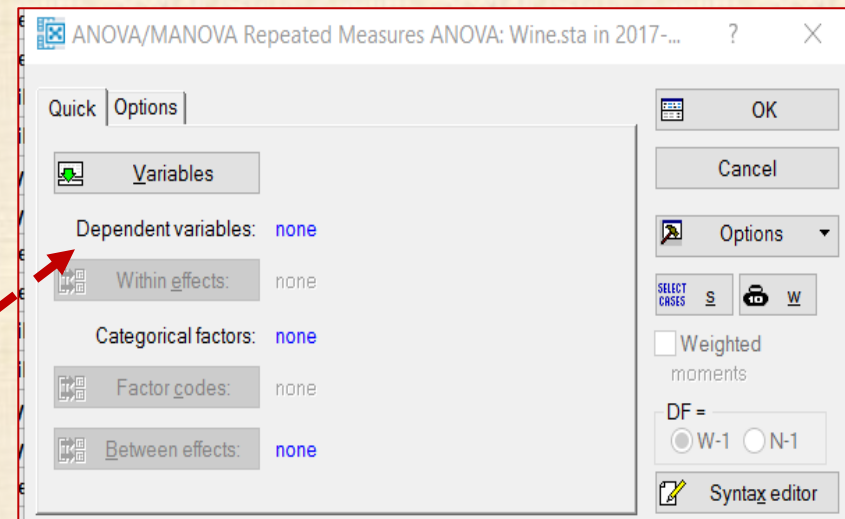 ANOVA/MANOVA Repeated Measures ANOVA: Wine.sta in 2017-... ?
Quick Options
OK
Variables
Cancel
Dependent variables: none
Options
Within effects: none
SELECT CASES S 10 W
Categorical factors: none
Weighted moments
Factor codes: none
DF =
W-1 N-1
Between effects: none
Syntax editor